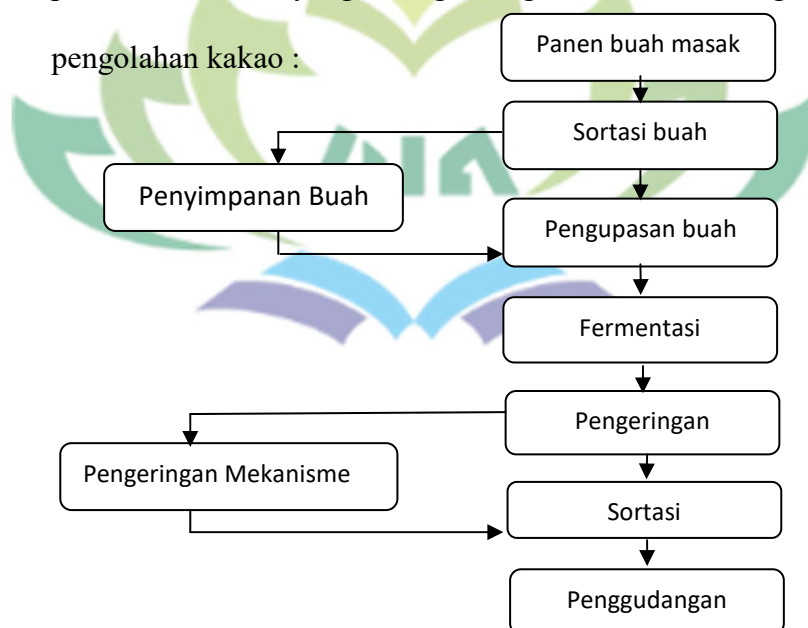 pengolahan kakao :
Panen buah masak
Sortasi buah
Penyimpanan Buah
Pengupasan buah
Fermentasi
Pengeringan
Pengeringan Mekanisme
Sortasi
Penggudangan